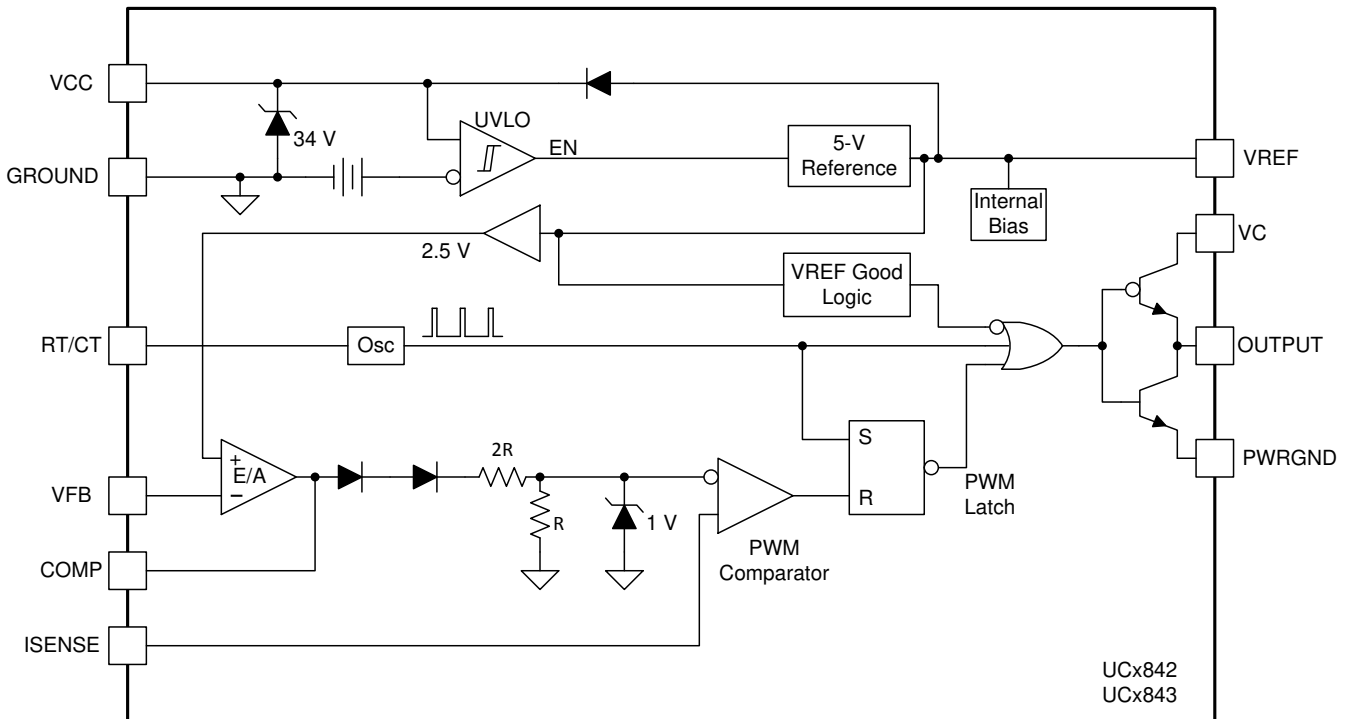 VCC
UVLO
34 V
EN
5-V
Reference
GROUND
VREF
Internal
Bias
VC
2.5 V
VREF Good
Logic
RT/CT
Osc
OUTPUT
S
2R
+
E/A
−
PWRGND
VFB
R
PWM
Latch
R
1 V
PWM
Comparator
COMP
ISENSE
UCx842
UCx843